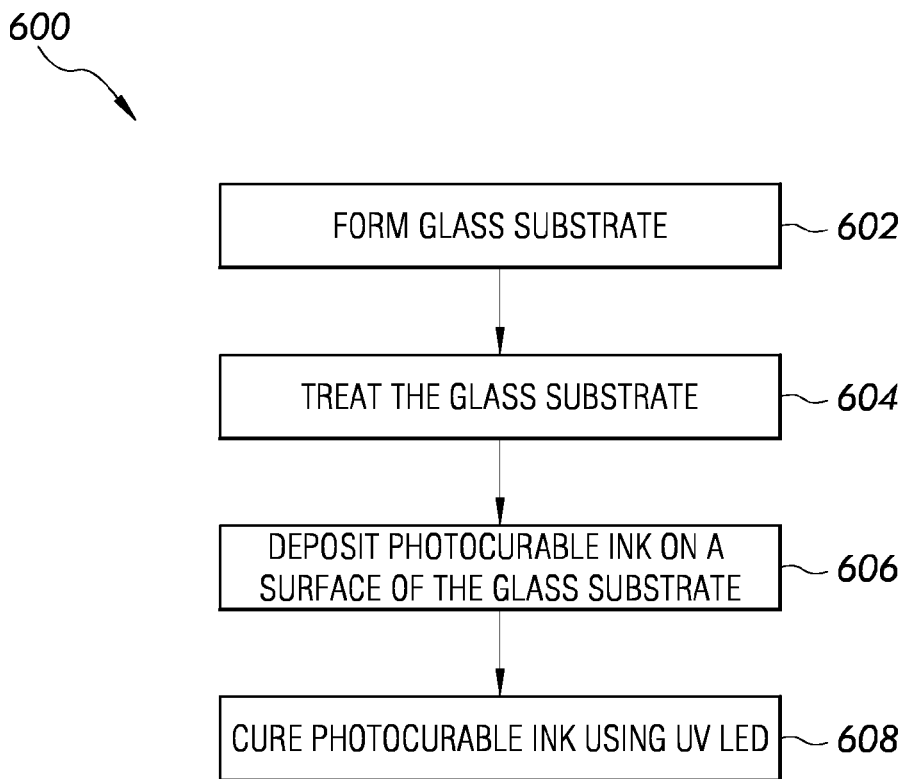 600
FORM GLASS SUBSTRATE
602
TREAT THE GLASS SUBSTRATE
604
DEPOSIT PHOTOCURABLE INK ON A
SURFACE OF THE GLASS SUBSTRATE
606
CURE PHOTOCURABLE INK USING UV LED
608